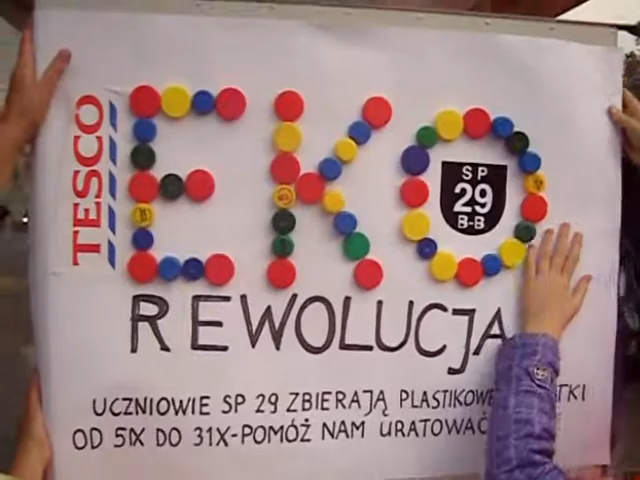 TESCO
EKO
SP
29
B-B
REWOLUCJA
UCZNIOWIE SP 29 ZBIERAJĄ PLASTIKOWE
OD 5IX DO 31X-POMÓŻ NAM URATOWAĆ